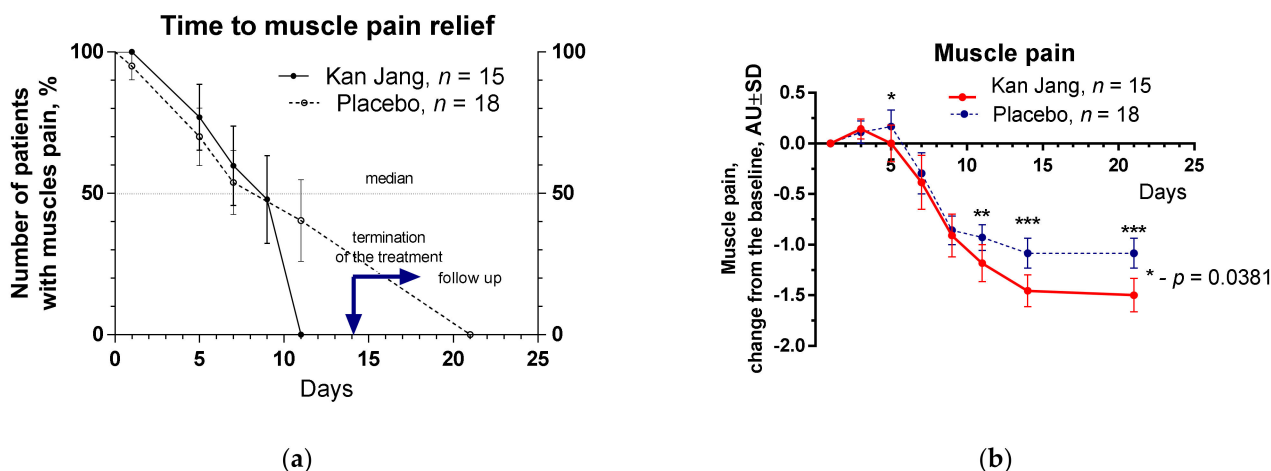 Time to muscle pain relief
Number of patients
with muscles pain, %
100
50
0
100
50
0
Kan Jang, n = 15
Placebo, n = 18
median
termination
of the treatment
follow up
0 5 10 15 20 25
Days
(a)
Muscle pain
Kan Jang, n = 15
Placebo, n = 18
Muscle pain,
change from the baseline, AU±SD
0.5
0.0
-0.5
-1.0
-1.5
-2.0
*
5 10 15 20 25
Days
** *** ***
* - p = 0.0381
(b)